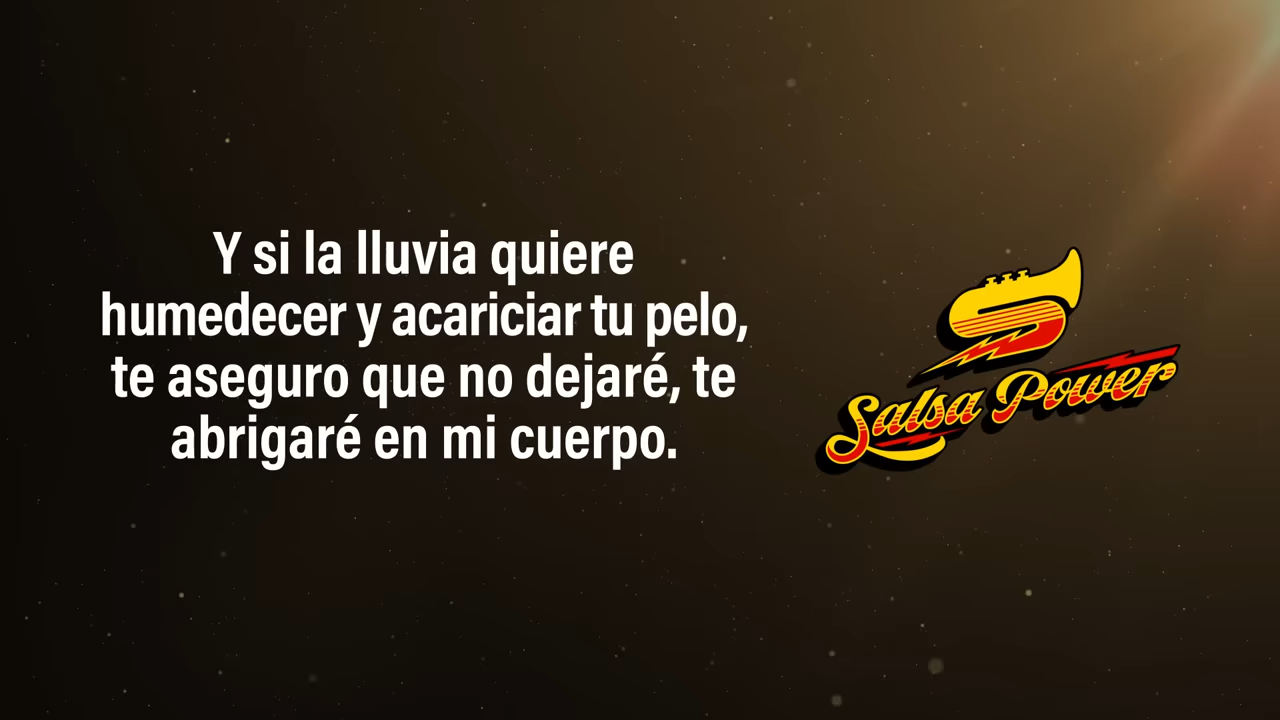 Y si la lluvia quiere
humedecer y acariciar tu pelo,
te aseguro que no dejaré, te
abrigaré en mi cuerpo.
Salsa Power